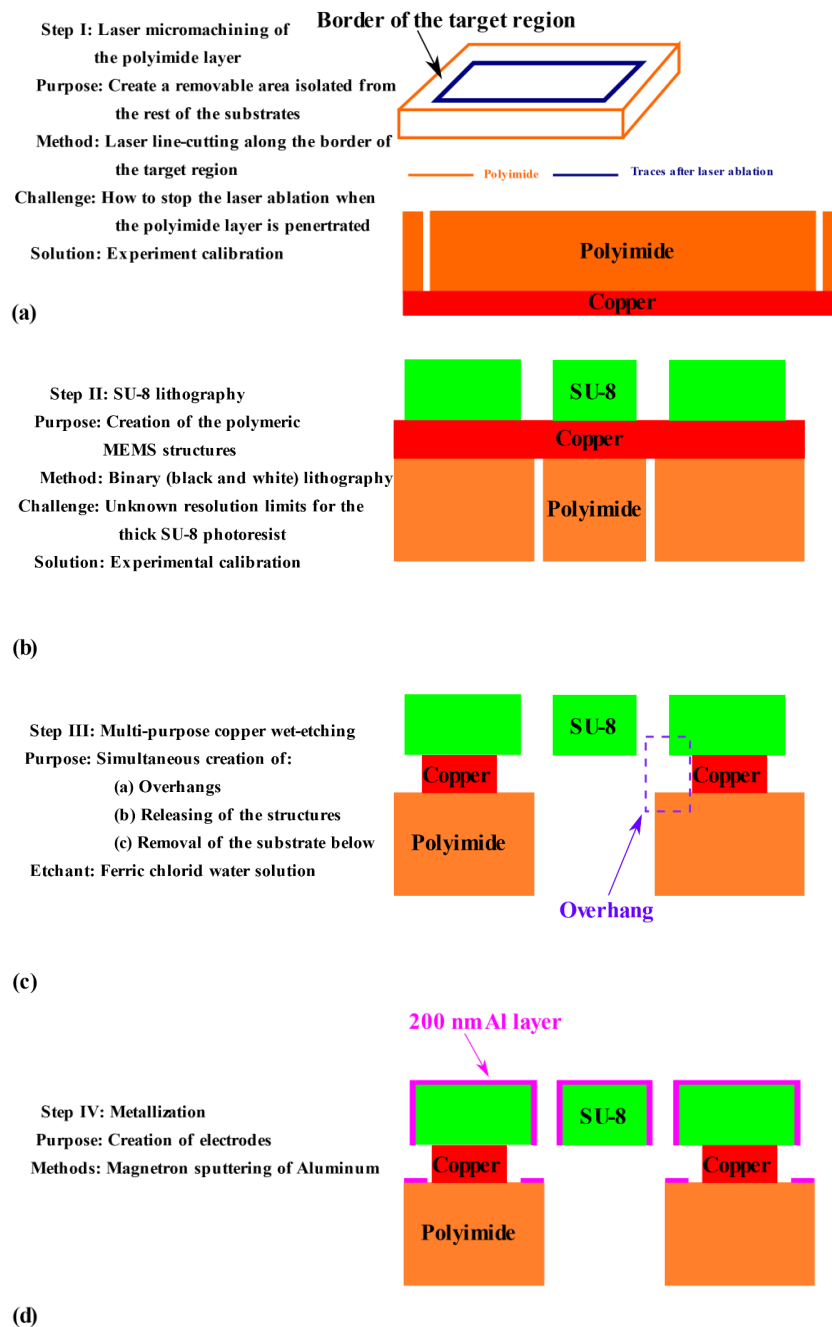 Border of the target region
Step I: Laser micromachining of
the polyimide layer
Purpose: Create a removable area isolated from
the rest of the substrates
Method: Laser line-cutting along the border of
the target region
Challenge: How to stop the laser ablation when
the polyimide layer is penertrated
Solution: Experiment calibration
Polyimide
Traces after laser ablation
Polyimide
Copper
(a)
Step II: SU-8 lithography
Purpose: Creation of the polymeric
MEMS structures
Method: Binary (black and white) lithography
Challenge: Unknown resolution limits for the
thick SU-8 photoresist
Solution: Experimental calibration
SU-8
Copper
Polyimide
(b)
Step III: Multi-purpose copper wet-etching
Purpose: Simultaneous creation of:
(a) Overhangs
(b) Releasing of the structures
(c) Removal of the substrate below
Etchant: Ferric chlorid water solution
SU-8
Copper
Copper
Polyimide
Overhang
(c)
200 nm Al layer
Step IV: Metallization
Purpose: Creation of electrodes
Methods: Magnetron sputtering of Aluminum
SU-8
Copper
Copper
Polyimide
(d)